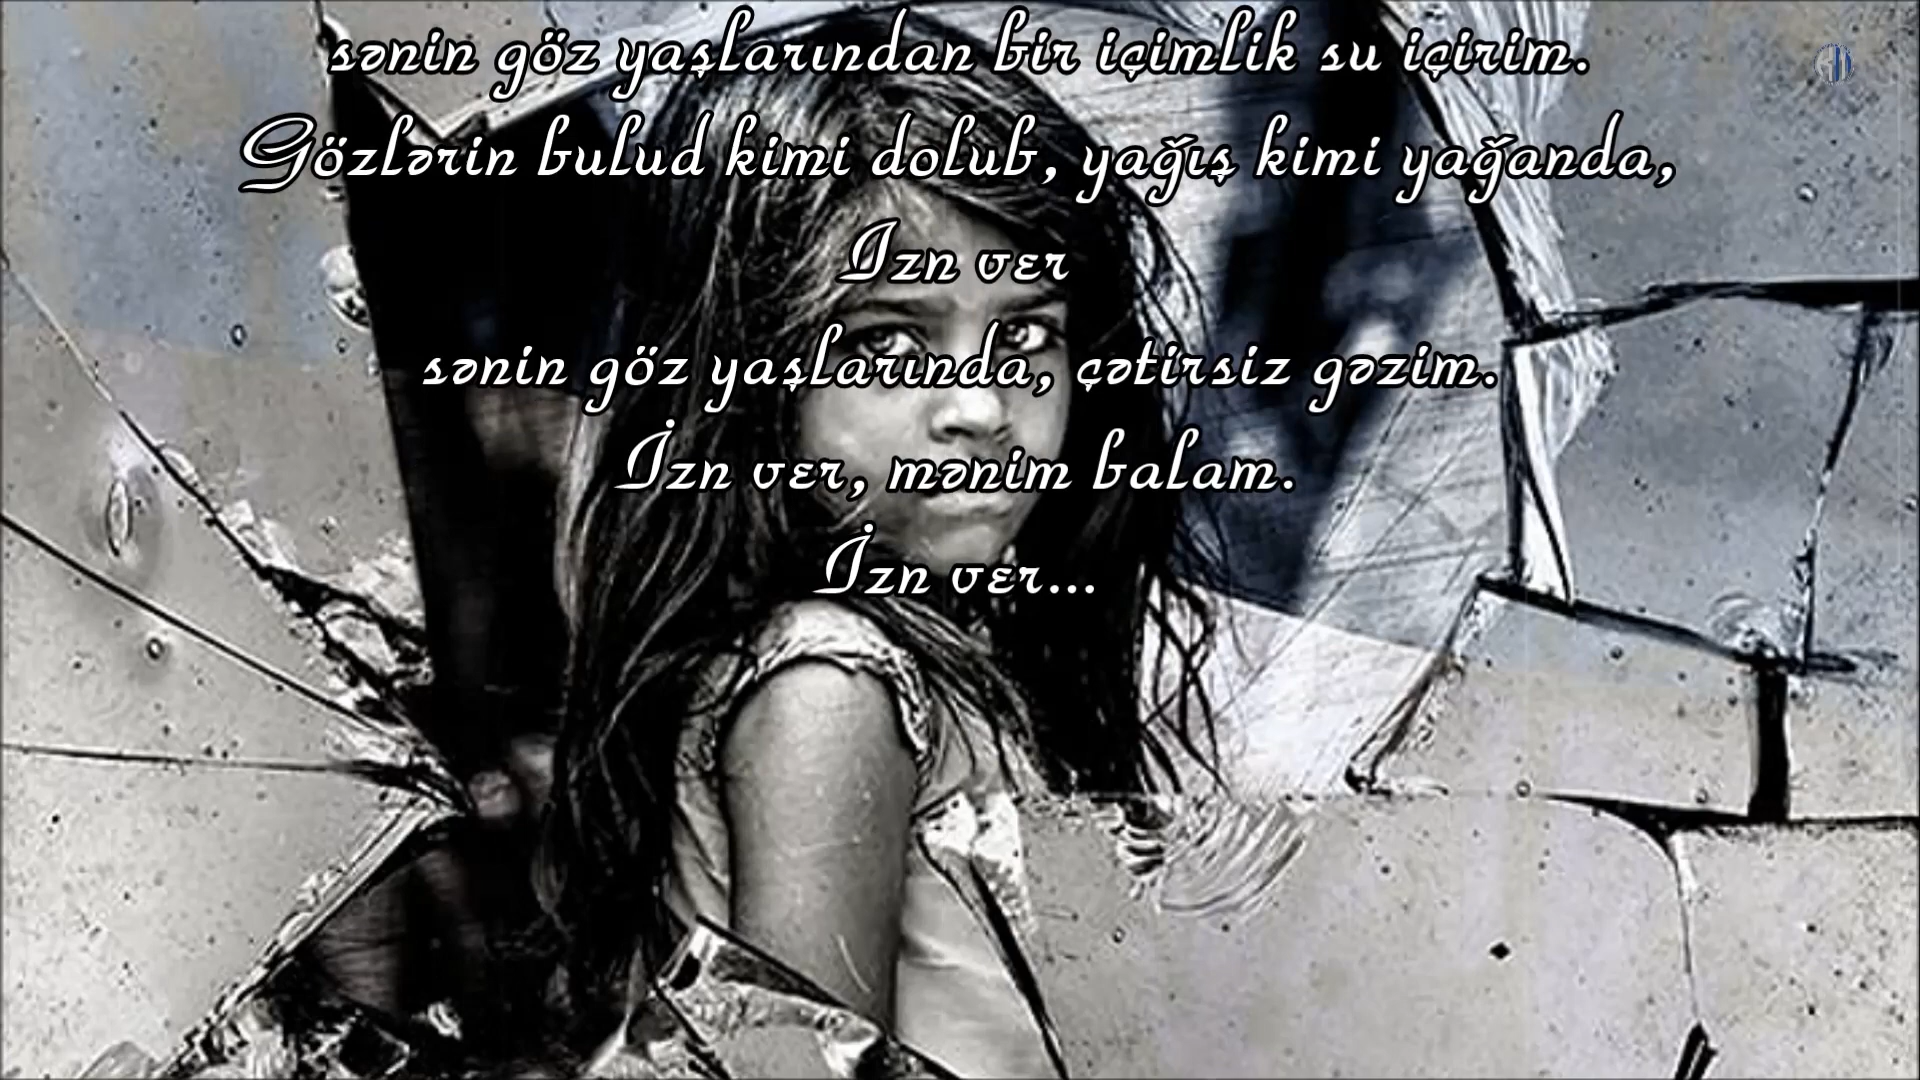 sənin göz yaşlarından bir içimlik su içirim.
Gözlərin bulud kimi dolub, yağış kimi yağanda,
Izn ver
sənin göz yaşlarında, çətirsiz gəzim.
İzn ver, mənim balam.
İzn ver...